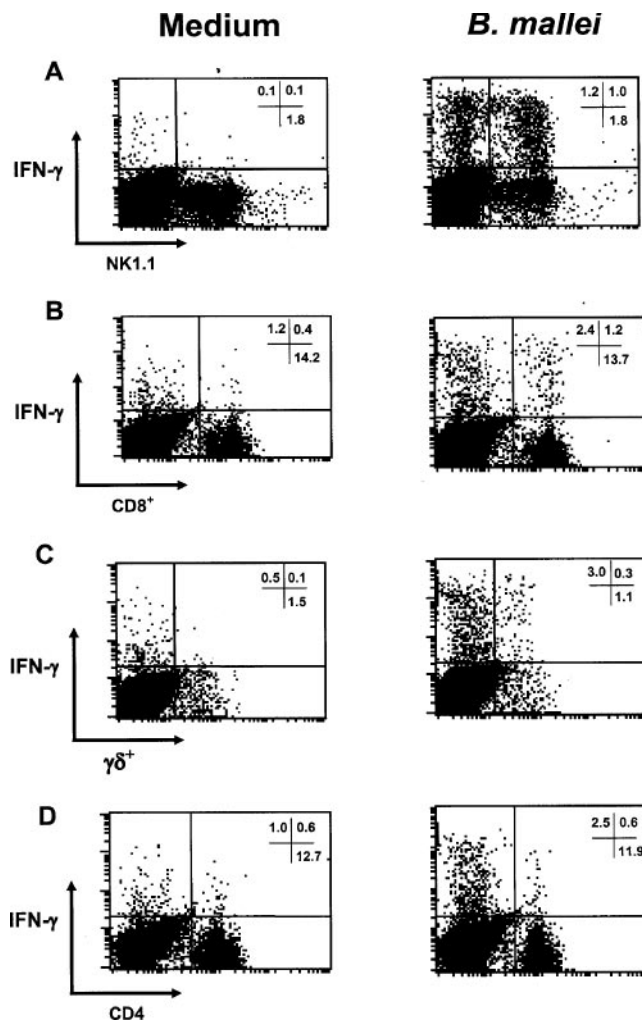 Medium
B. mallei
A
0.1 0.1
1.8
1.2 1.0
1.8
IFN-γ
NK1.1
B
1.2 0.4
14.2
2.4 1.2
13.7
IFN-γ
CD8⁺
C
0.5 0.1
1.5
3.0 0.3
1.1
IFN-γ
γδ⁺
D
1.0 0.6
12.7
2.5 0.6
11.9
IFN-γ
CD4